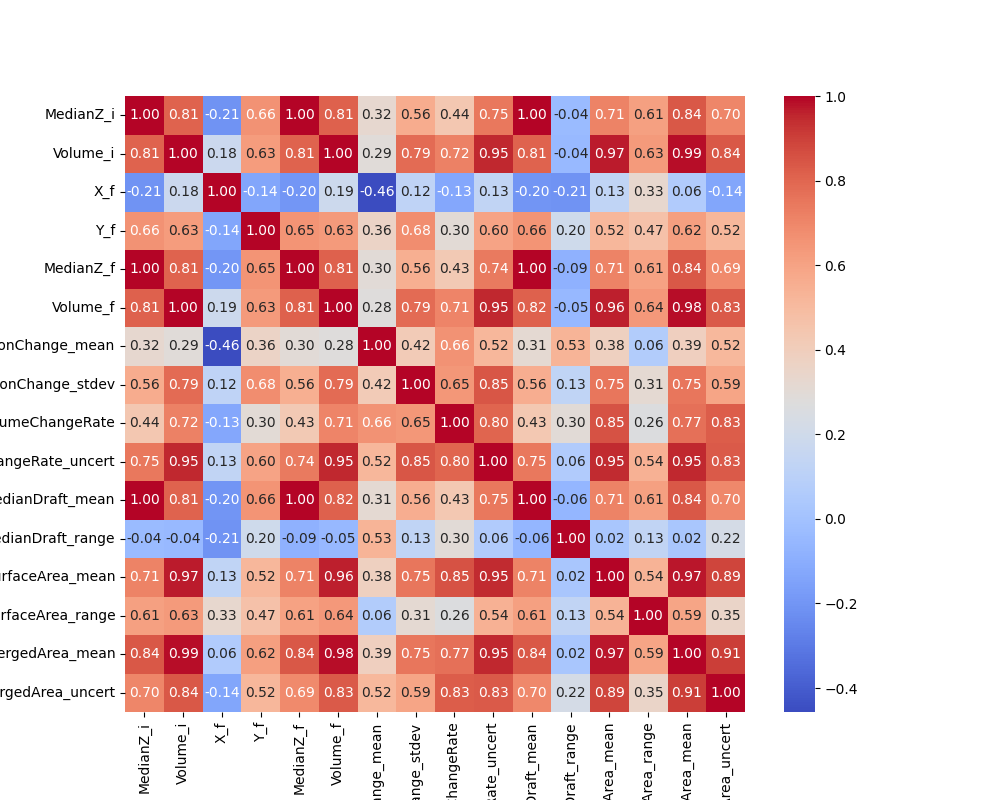 MedianZ_i 1.00 0.81 -0.21 0.66 1.00 0.81 0.32 0.56 0.44 0.75 1.00 -0.04 0.71 0.61 0.84 0.70
Volume_i 0.81 1.00 0.18 0.63 0.81 1.00 0.29 0.79 0.72 0.95 0.81 -0.04 0.97 0.63 0.99 0.84
X_f -0.21 0.18 1.00 -0.14 -0.20 0.19 -0.46 0.12 -0.13 0.13 -0.20 -0.21 0.13 0.33 0.06 -0.14
Y_f 0.66 0.63 -0.14 1.00 0.65 0.63 0.36 0.68 0.30 0.60 0.66 0.20 0.52 0.47 0.62 0.52
MedianZ_f 1.00 0.81 -0.20 0.65 1.00 0.81 0.30 0.56 0.43 0.74 1.00 -0.09 0.71 0.61 0.84 0.69
Volume_f 0.81 1.00 0.19 0.63 0.81 1.00 0.28 0.79 0.71 0.95 0.82 -0.05 0.96 0.64 0.98 0.83
onChange_mean 0.32 0.29 -0.46 0.36 0.30 0.28 1.00 0.42 0.66 0.52 0.31 0.53 0.38 0.06 0.39 0.52
onChange_stdev 0.56 0.79 0.12 0.68 0.56 0.79 0.42 1.00 0.65 0.85 0.56 0.13 0.75 0.31 0.75 0.59
umeChangeRate 0.44 0.72 -0.13 0.30 0.43 0.71 0.66 0.65 1.00 0.80 0.43 0.30 0.85 0.26 0.77 0.83
angeRate_uncert 0.75 0.95 0.13 0.60 0.74 0.95 0.52 0.85 0.80 1.00 0.75 0.06 0.95 0.54 0.95 0.83
edianDraft_mean 1.00 0.81 -0.20 0.66 1.00 0.82 0.31 0.56 0.43 0.75 1.00 -0.06 0.71 0.61 0.84 0.70
edianDraft_range -0.04 -0.04 -0.21 0.20 -0.09 -0.05 0.53 0.13 0.30 0.06 -0.06 1.00 0.02 0.13 0.02 0.22
rfaceArea_mean 0.71 0.97 0.13 0.52 0.71 0.96 0.38 0.75 0.85 0.95 0.71 0.02 1.00 0.54 0.97 0.89
rfaceArea_range 0.61 0.63 0.33 0.47 0.61 0.64 0.06 0.31 0.26 0.54 0.61 0.13 0.54 1.00 0.59 0.35
ergedArea_mean 0.84 0.99 0.06 0.62 0.84 0.98 0.39 0.75 0.77 0.95 0.84 0.02 0.97 0.59 1.00 0.91
rgedArea_uncert 0.70 0.84 -0.14 0.52 0.69 0.83 0.52 0.59 0.83 0.83 0.70 0.22 0.89 0.35 0.91 1.00
MedianZ_i
Volume_i
X_f
Y_f
MedianZ_f
Volume_f
ange_mean
ange_stdev
hangeRate
Rate_uncert
Draft_mean
Draft_range
Area_mean
Area_range
Area_mean
rea_uncert
1.0
0.8
0.6
0.4
0.2
0.0
−0.2
−0.4